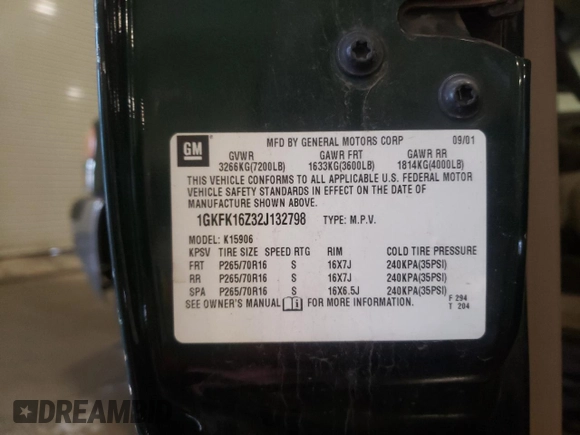 GM
MFD BY GENERAL MOTORS CORP 09/01
GVWR GAWR FRT GAWR RR
3266KG(7200LB) 1633KG(3600LB) 1814KG(4000LB)
THIS VEHICLE CONFORMS TO ALL APPLICABLE U.S. FEDERAL MOTOR
VEHICLE SAFETY STANDARDS IN EFFECT ON THE DATE OF
MANUFACTURE SHOWN ABOVE.
1GKFK16Z32J132798 TYPE: M.P.V.
MODEL: K15906
KPSV TIRE SIZE SPEED RTG RIM COLD TIRE PRESSURE
FRT P265/70R16 S 16X7J 240KPA(35PSI)
RR P265/70R16 S 16X7J 240KPA(35PSI)
SPA P265/70R16 S 16X6.5J 240KPA(35PSI)
SEE OWNER'S MANUAL FOR MORE INFORMATION.
F 294
T 204
DREAMBID